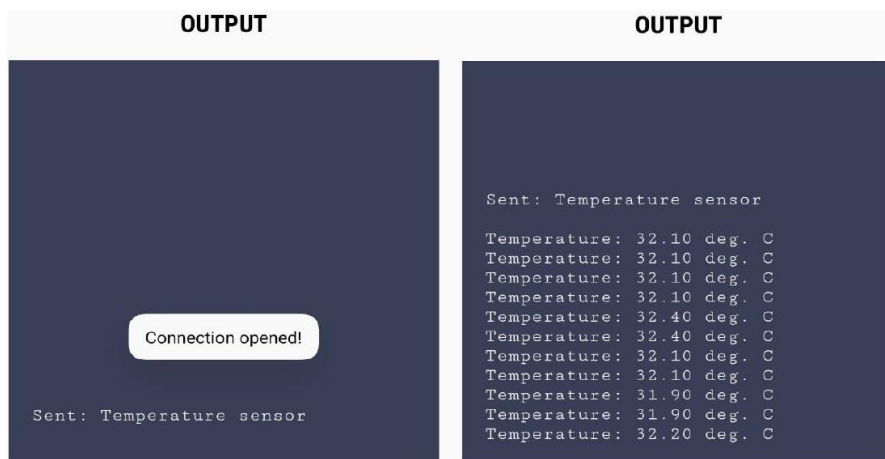 OUTPUT
Connection opened!
Sent: Temperature sensor
OUTPUT
Sent: Temperature sensor
Temperature: 32.10 deg. C
Temperature: 32.10 deg. C
Temperature: 32.10 deg. C
Temperature: 32.10 deg. C
Temperature: 32.40 deg. C
Temperature: 32.40 deg. C
Temperature: 32.10 deg. C
Temperature: 32.10 deg. C
Temperature: 31.90 deg. C
Temperature: 31.90 deg. C
Temperature: 32.20 deg. C